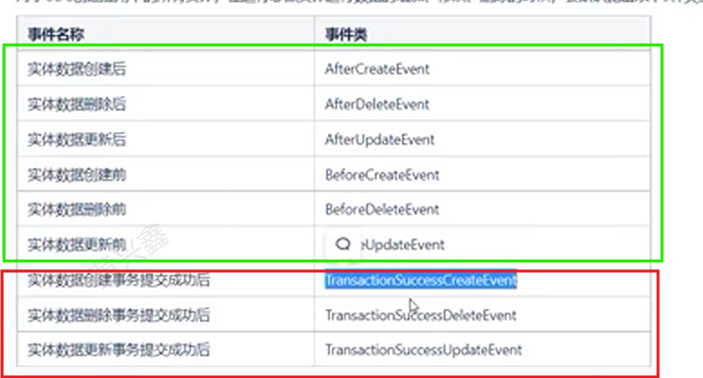 事件名称 事件类
实体数据创建后 AfterCreateEvent
实体数据删除后 AfterDeleteEvent
实体数据更新后 AfterUpdateEvent
实体数据创建前 BeforeCreateEvent
实体数据删除前 BeforeDeleteEvent
实体数据更新前 eUpdateEvent
实体数据创建事务提交成功后 TransactionSuccessCreateEvent
实体数据删除事务提交成功后 TransactionSuccessDeleteEvent
实体数据更新事务提交成功后 TransactionSuccessUpdateEvent